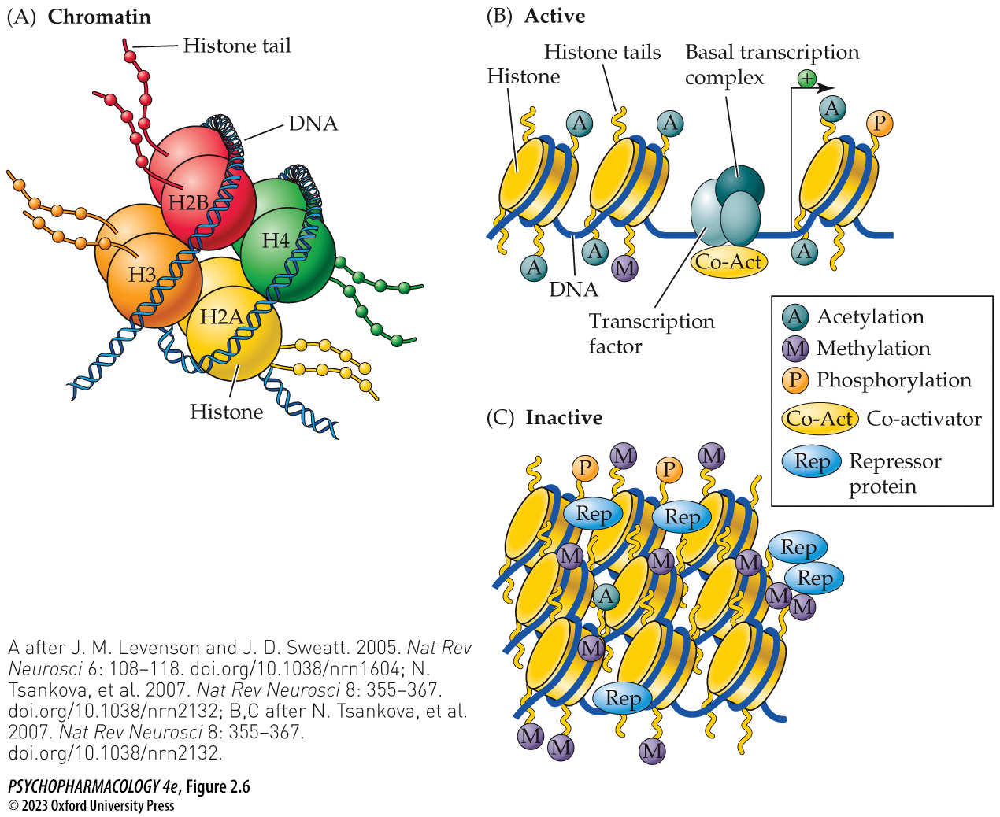 (A) Chromatin
Histone tail
DNA
H2B
H4
H3
H2A
Histone
(B) Active
Histone tails
Histone
Basal transcription
complex
+
A
A
A
P
A
A
M
A
Co-Act
DNA
Transcription
factor
A Acetylation
M Methylation
P Phosphorylation
Co-Act Co-activator
Rep Repressor
protein
(C) Inactive
P
M
P
M
Rep
Rep
M
M
M
Rep
Rep
M
M
A
M
Rep
M
M
M
A after J. M. Levenson and J. D. Sweatt. 2005. Nat Rev
Neurosci 6: 108–118. doi.org/10.1038/nrn1604; N.
Tsankova, et al. 2007. Nat Rev Neurosci 8: 355–367.
doi.org/10.1038/nrn2132; B,C after N. Tsankova, et al.
2007. Nat Rev Neurosci 8: 355–367.
doi.org/10.1038/nrn2132.
PSYCHOPHARMACOLOGY 4e, Figure 2.6
© 2023 Oxford University Press